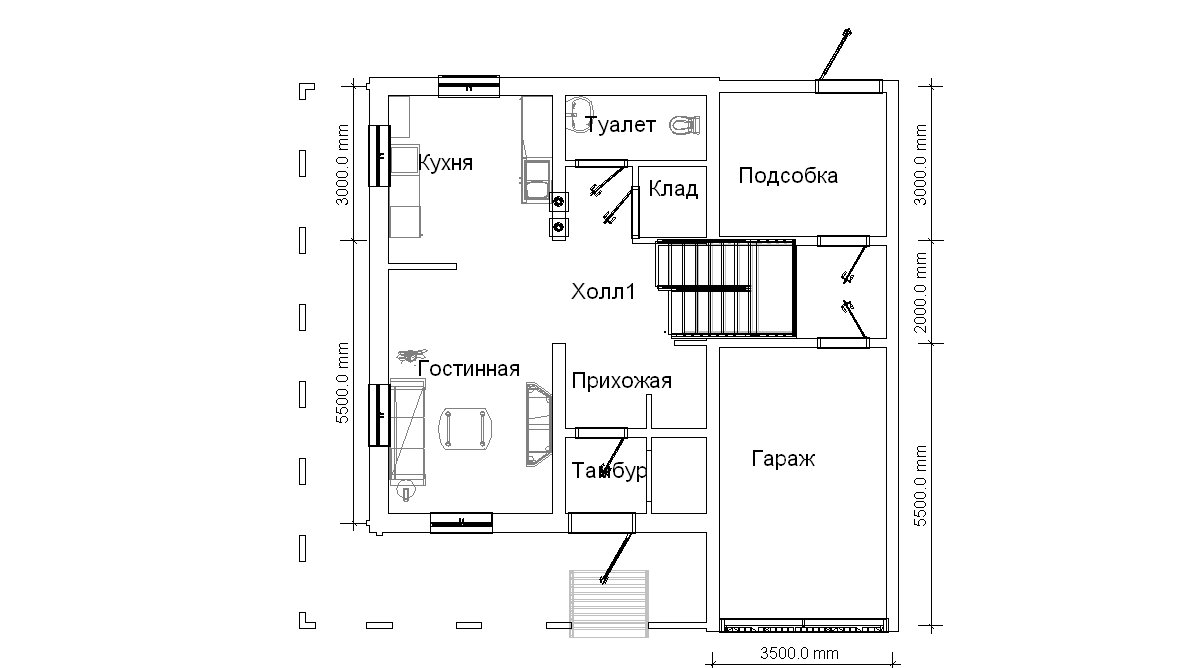 Туалет
Кухня
Клад
Подсобка
Холл1
Гостинная
Прихожая
Тамбур
Гараж
3000.0 mm
5500.0 mm
3000.0 mm
2000.0 mm
5500.0 mm
3500.0 mm